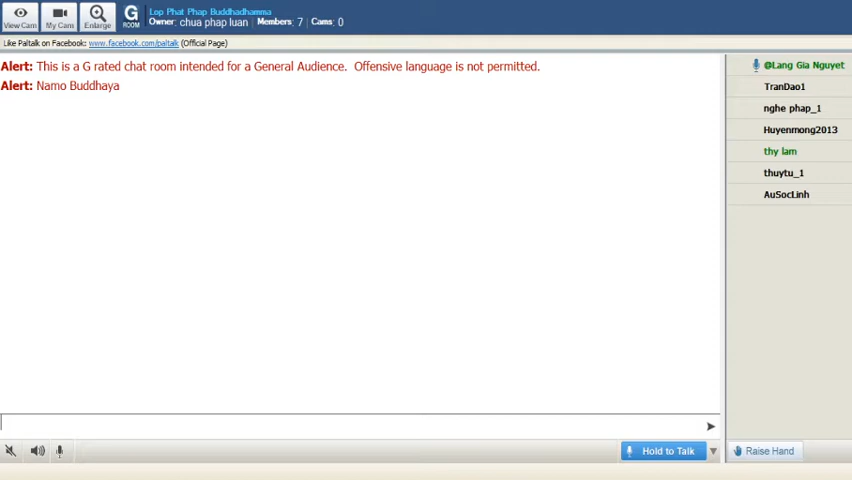 View Cam
My Cam
Enlarge
G
ROOM
Lop Phat Phap Buddhadhamma
Owner: chua phap luan Members: 7 Cams: 0
Like Paltalk on Facebook: www.facebook.com/paltalk (Official Page)
Alert: This is a G rated chat room intended for a General Audience. Offensive language is not permitted.
Alert: Namo Buddhaya
@Lang Gia Nguyet
TranDao1
nghe phap_1
Huyenmong2013
thy lam
thuytu_1
AuSocLinh
Hold to Talk
Raise Hand